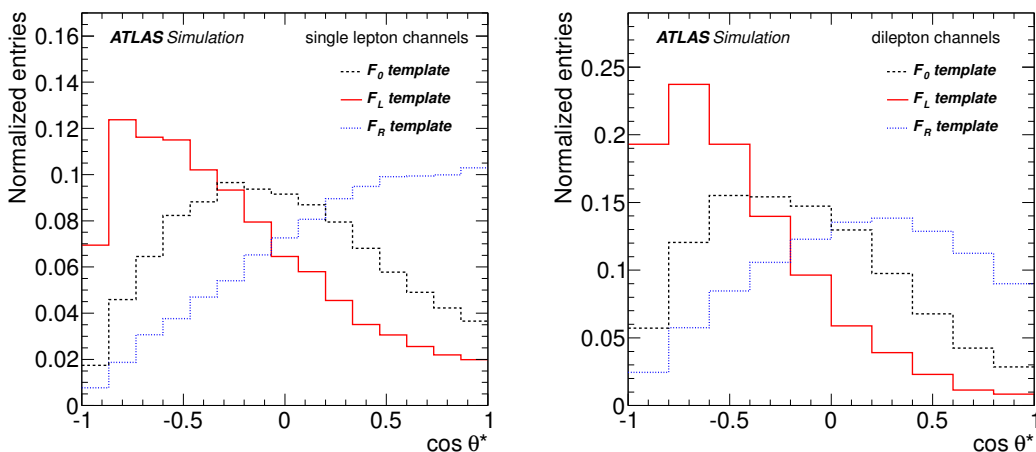 Normalized entries
0.16
0.14
0.12
0.1
0.08
0.06
0.04
0.02
0
ATLAS Simulation
single lepton channels
F0 template
FL template
FR template
-1
-0.5
0
0.5
1
cos θ*
Normalized entries
0.25
0.2
0.15
0.1
0.05
0
ATLAS Simulation
dilepton channels
F0 template
FL template
FR template
-1
-0.5
0
0.5
1
cos θ*